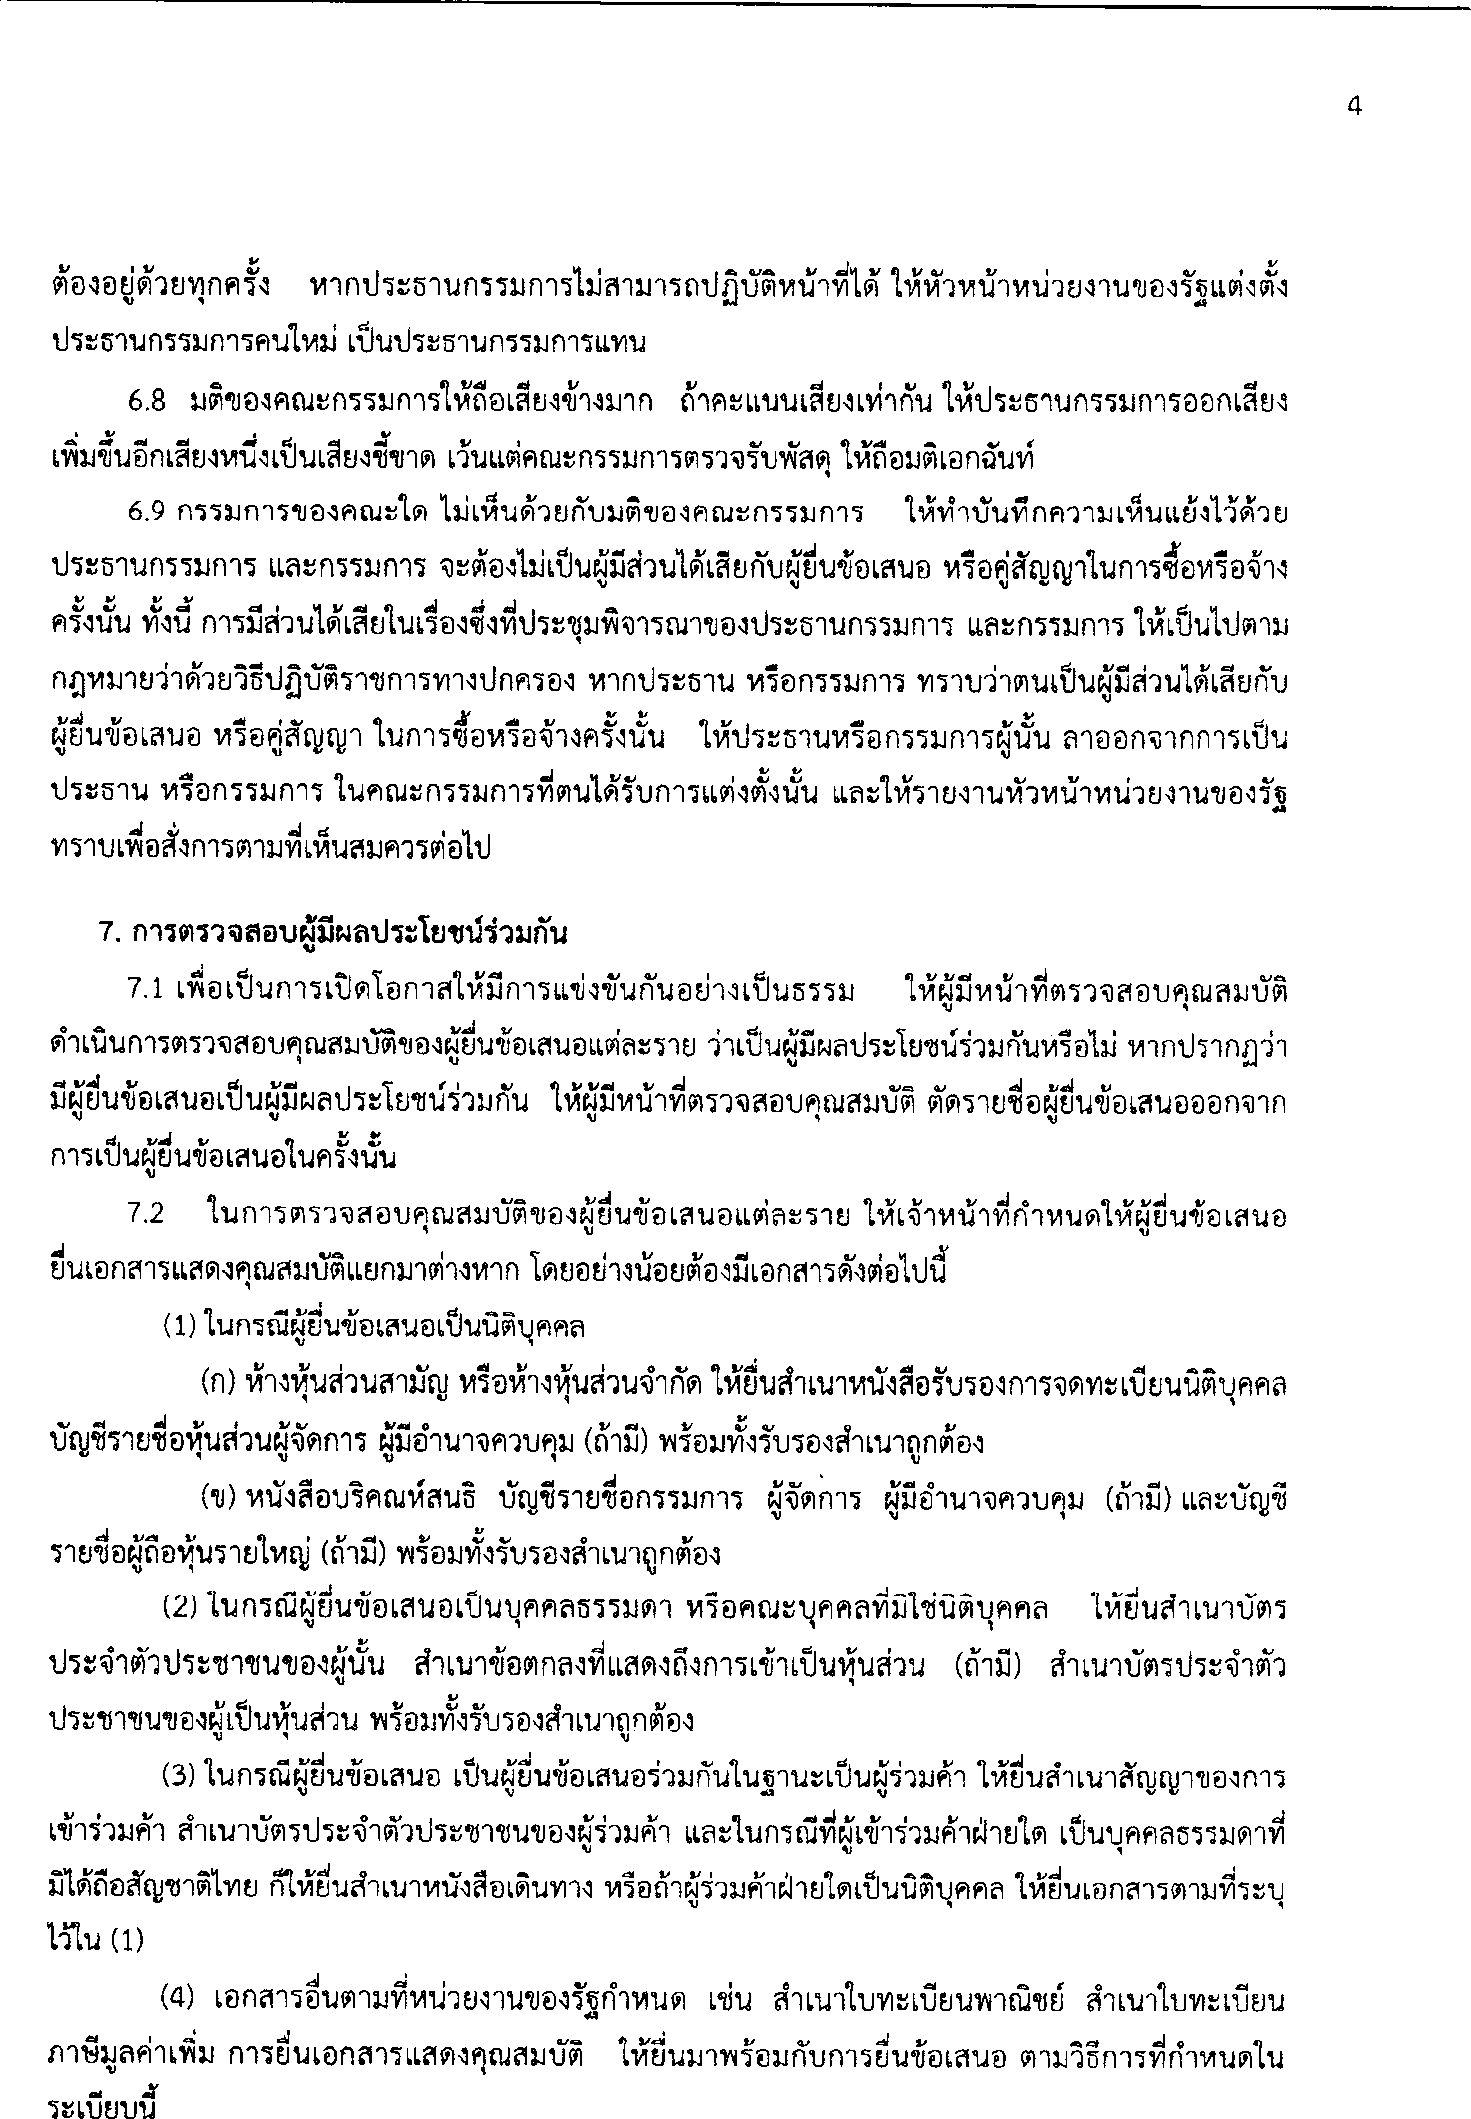 4
ต้องอยู่ด้วยทุกครั้ง หากประธานกรรมการไม่สามารถปฏิบัติหน้าที่ได้ ให้หัวหน้าหน่วยงานของรัฐแต่งตั้ง
ประธานกรรมการคนใหม่ เป็นประธานกรรมการแทน
6.8 มติของคณะกรรมการให้ถือเสียงข้างมาก ถ้าคะแนนเสียงเท่ากัน ให้ประธานกรรมการออกเสียง
เพิ่มขึ้นอีกเสียงหนึ่งเป็นเสียงชี้ขาด เว้นแต่คณะกรรมการตรวจรับพัสดุ ให้ถือมติเอกฉันท์
6.9 กรรมการของคณะใด ไม่เห็นด้วยกับมติของคณะกรรมการ ให้ทำบันทึกความเห็นแย้งไว้ด้วย
ประธานกรรมการ และกรรมการ จะต้องไม่เป็นผู้มีส่วนได้เสียกับผู้ยื่นข้อเสนอ หรือคู่สัญญาในการซื้อหรือจ้าง
ครั้งนั้น ทั้งนี้ การมีส่วนได้เสียในเรื่องซึ่งที่ประชุมพิจารณาของประธานกรรมการ และกรรมการ ให้เป็นไปตาม
กฎหมายว่าด้วยวิธีปฏิบัติราชการทางปกครอง หากประธาน หรือกรรมการ ทราบว่าตนเป็นผู้มีส่วนได้เสียกับ
ผู้ยื่นข้อเสนอ หรือคู่สัญญา ในการซื้อหรือจ้างครั้งนั้น ให้ประธานหรือกรรมการผู้นั้น ลาออกจากการเป็น
ประธาน หรือกรรมการ ในคณะกรรมการที่ตนได้รับการแต่งตั้งนั้น และให้รายงานหัวหน้าหน่วยงานของรัฐ
ทราบเพื่อสั่งการตามที่เห็นสมควรต่อไป
7. การตรวจสอบผู้มีผลประโยชน์ร่วมกัน
7.1 เพื่อเป็นการเปิดโอกาสให้มีการแข่งขันกันอย่างเป็นธรรม ให้ผู้มีหน้าที่ตรวจสอบคุณสมบัติ
ดำเนินการตรวจสอบคุณสมบัติของผู้ยื่นข้อเสนอแต่ละราย ว่าเป็นผู้มีผลประโยชน์ร่วมกันหรือไม่ หากปรากฏว่า
มีผู้ยื่นข้อเสนอเป็นผู้มีผลประโยชน์ร่วมกัน ให้ผู้มีหน้าที่ตรวจสอบคุณสมบัติ ตัดรายชื่อผู้ยื่นข้อเสนอออกจาก
การเป็นผู้ยื่นข้อเสนอในครั้งนั้น
7.2 ในการตรวจสอบคุณสมบัติของผู้ยื่นข้อเสนอแต่ละราย ให้เจ้าหน้าที่กำหนดให้ผู้ยื่นข้อเสนอ
ยื่นเอกสารแสดงคุณสมบัติแยกมาต่างหาก โดยอย่างน้อยต้องมีเอกสารดังต่อไปนี้
(1) ในกรณีผู้ยื่นข้อเสนอเป็นนิติบุคคล
(ก) ห้างหุ้นส่วนสามัญ หรือห้างหุ้นส่วนจำกัด ให้ยื่นสำเนาหนังสือรับรองการจดทะเบียนนิติบุคคล
บัญชีรายชื่อหุ้นส่วนผู้จัดการ ผู้มีอำนาจควบคุม (ถ้ามี) พร้อมทั้งรับรองสำเนาถูกต้อง
(ข) หนังสือบริคณห์สนธิ บัญชีรายชื่อกรรมการ ผู้จัดการ ผู้มีอำนาจควบคุม (ถ้ามี) และบัญชี
รายชื่อผู้ถือหุ้นรายใหญ่ (ถ้ามี) พร้อมทั้งรับรองสำเนาถูกต้อง
(2) ในกรณีผู้ยื่นข้อเสนอเป็นบุคคลธรรมดา หรือคณะบุคคลที่มิใช่นิติบุคคล ให้ยื่นสำเนาบัตร
ประจำตัวประชาชนของผู้นั้น สำเนาข้อตกลงที่แสดงถึงการเข้าเป็นหุ้นส่วน (ถ้ามี) สำเนาบัตรประจำตัว
ประชาชนของผู้เป็นหุ้นส่วน พร้อมทั้งรับรองสำเนาถูกต้อง
(3) ในกรณีผู้ยื่นข้อเสนอ เป็นผู้ยื่นข้อเสนอร่วมกันในฐานะเป็นผู้ร่วมค้า ให้ยื่นสำเนาสัญญาของการ
เข้าร่วมค้า สำเนาบัตรประจำตัวประชาชนของผู้ร่วมค้า และในกรณีที่ผู้เข้าร่วมค้าฝ่ายใด เป็นบุคคลธรรมดาที่
มิได้ถือสัญชาติไทย ก็ให้ยื่นสำเนาหนังสือเดินทาง หรือถ้าผู้ร่วมค้าฝ่ายใดเป็นนิติบุคคล ให้ยื่นเอกสารตามที่ระบุ
ไว้ใน (1)
(4) เอกสารอื่นตามที่หน่วยงานของรัฐกำหนด เช่น สำเนาใบทะเบียนพาณิชย์ สำเนาใบทะเบียน
ภาษีมูลค่าเพิ่ม การยื่นเอกสารแสดงคุณสมบัติ ให้ยื่นมาพร้อมกับการยื่นข้อเสนอ ตามวิธีการที่กำหนดใน
ระเบียบนี้